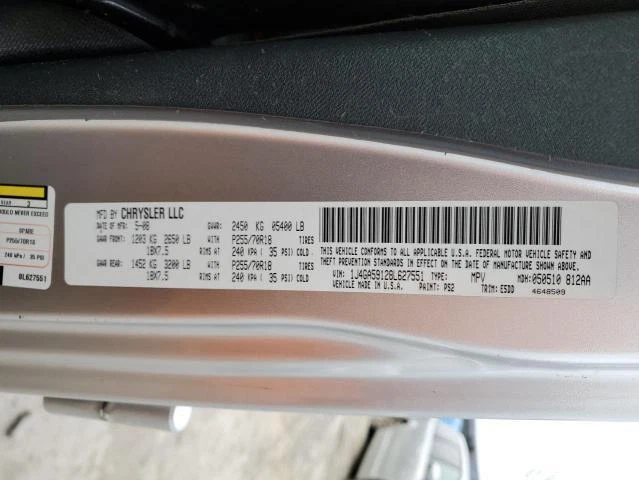 REAR 3
OULD NEVER EXCEED
SPARE
P255/70R18
240 kPa / 35 PSI
8L627551
MFD BY CHRYSLER LLC
DATE OF MFR: 5-08 GVWR: 2450 KG 05400 LB
GAWR FRONT: 1203 KG 2650 LB WITH P255/70R18 TIRES
18X7.5 RIMS AT 240 KPA ( 35 PSI) COLD
GAWR REAR: 1452 KG 3200 LB WITH P255/70R18 TIRES
18X7.5 RIMS AT 240 KPA ( 35 PSI) COLD
THIS VEHICLE CONFORMS TO ALL APPLICABLE U.S.A. FEDERAL MOTOR VEHICLE SAFETY AND
THEFT PREVENTION STANDARDS IN EFFECT ON THE DATE OF MANUFACTURE SHOWN ABOVE.
VIN: 1J4GA59128L627551 TYPE: MPV MDH: 050510 812AA
VEHICLE MADE IN U.S.A. PAINT: PS2 TRIM: E5DD 4648509